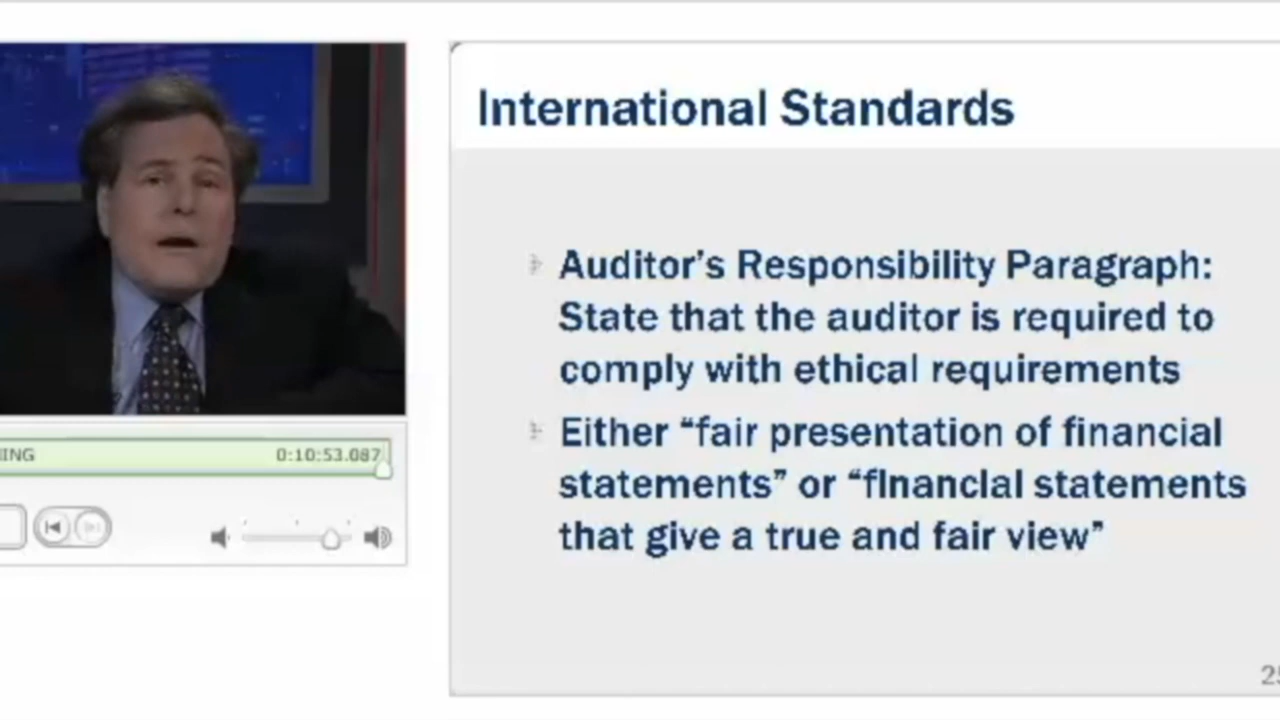 International Standards
Auditor's Responsibility Paragraph:
State that the auditor is required to
comply with ethical requirements
Either “fair presentation of financial
statements” or “financial statements
that give a true and fair view”
0:10:53.087